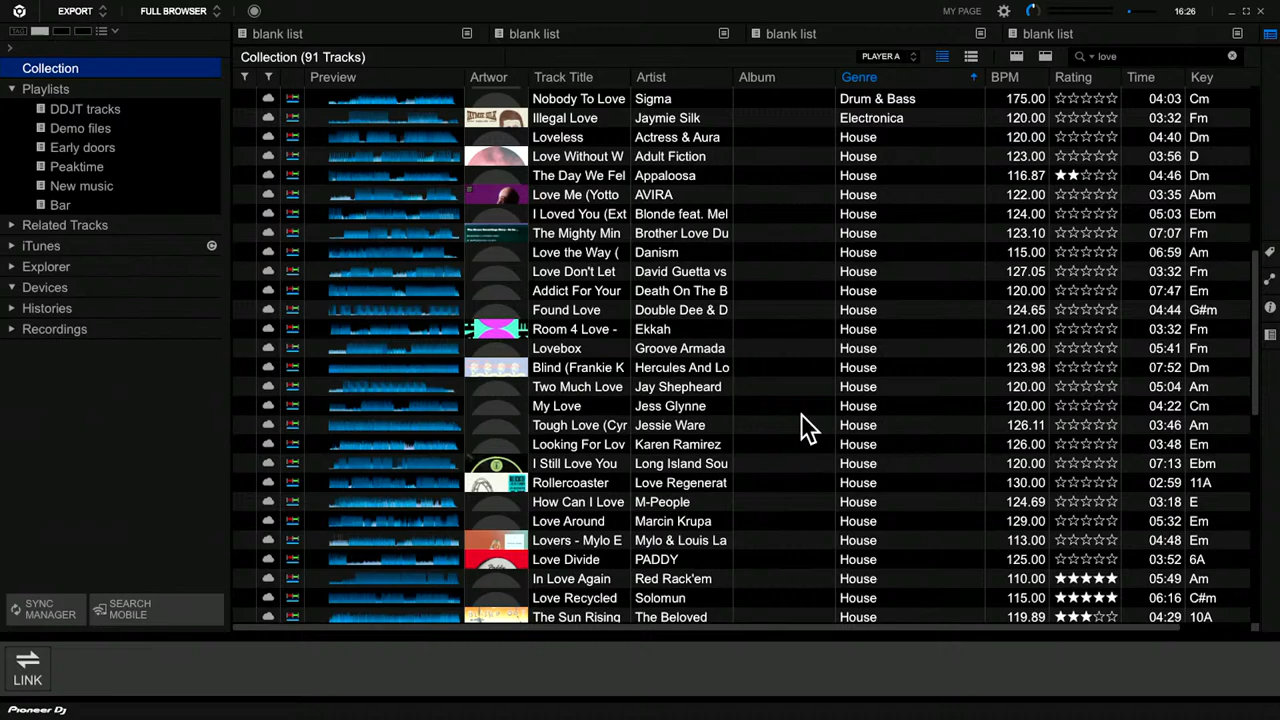 EXPORT FULL BROWSER MY PAGE 16:26
TAG blank list blank list blank list blank list
Collection (91 Tracks) PLAYER A love
Collection
Playlists
DDJT tracks
Demo files
Early doors
Peaktime
New music
Bar
Related Tracks
iTunes
Explorer
Devices
Histories
Recordings
SYNC MANAGER
SEARCH MOBILE
LINK
Pioneer Dj
Preview Artwor Track Title Artist Album Genre BPM Rating Time Key
Nobody To Love Sigma Drum & Bass 175.00 04:03 Cm
Illegal Love Jaymie Silk Electronica 120.00 03:32 Fm
Loveless Actress & Aura House 120.00 04:40 Dm
Love Without W Adult Fiction House 123.00 03:56 D
The Day We Fel Appaloosa House 116.87 04:46 Dm
Love Me (Yotto AVIRA House 122.00 03:35 Abm
I Loved You (Ext Blonde feat. Mel House 124.00 05:03 Ebm
The Mighty Min Brother Love Du House 123.10 07:07 Fm
Love the Way ( Danism House 115.00 06:59 Am
Love Don't Let David Guetta vs House 127.05 03:32 Fm
Addict For Your Death On The B House 120.00 07:47 Am
Found Love Double Dee & D House 124.65 04:44 G#m
Room 4 Love - Ekkah House 121.00 03:32 Fm
Lovebox Groove Armada House 126.00 05:41 Fm
Blind (Frankie K Hercules And Lo House 123.98 07:52 Dm
Two Much Love Jay Shepheard House 120.00 05:04 Am
My Love Jess Glynne House 120.00 04:22 Cm
Tough Love (Cyr Jessie Ware House 126.11 03:46 Am
Looking For Lov Karen Ramirez House 126.00 03:48 Em
I Still Love You Long Island Sou House 120.00 07:13 Ebm
Rollercoaster Love Regenerat House 130.00 02:59 11A
How Can I Love M-People House 124.69 03:18 E
Love Around Marcin Krupa House 129.00 05:32 Em
Lovers - Mylo E Mylo & Louis La House 113.00 04:48 Em
Love Divide PADDY House 125.00 03:52 6A
In Love Again Red Rack'em House 110.00 05:49 Am
Love Recycled Solomun House 115.00 06:16 C#m
The Sun Rising The Beloved House 119.89 04:29 10A